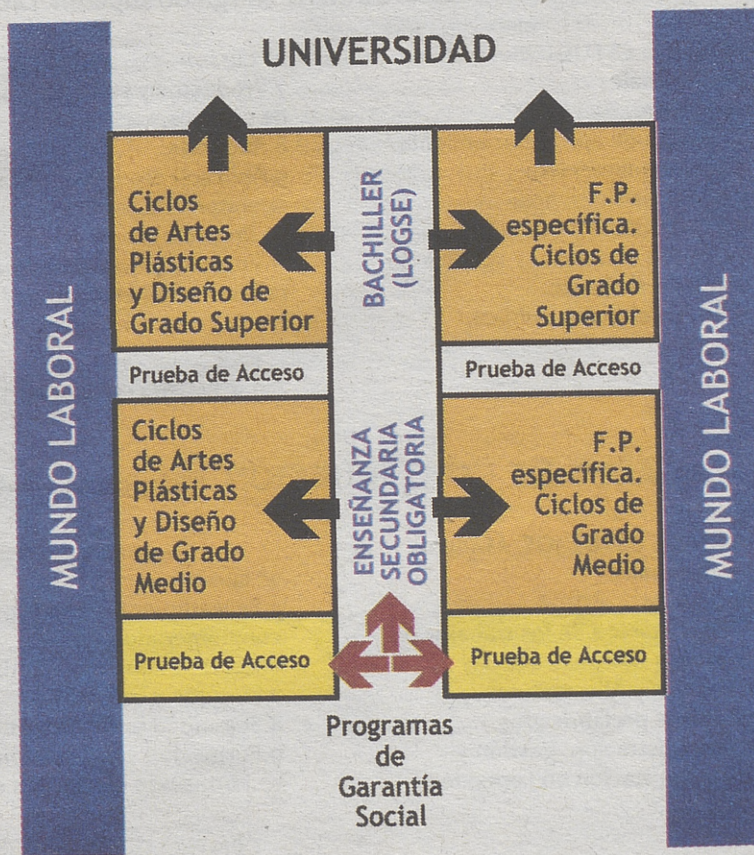 UNIVERSIDAD
MUNDO LABORAL
Ciclos
de Artes
Plásticas
y Diseño de
Grado Superior
BACHILLER
(LOGSE)
F.P.
específica.
Ciclos de
Grado
Superior
Prueba de Acceso
Prueba de Acceso
Ciclos
de Artes
Plásticas
y Diseño
de Grado
Medio
ENSEÑANZA
SECUNDARIA
OBLIGATORIA
F.P.
específica.
Ciclos de
Grado
Medio
Prueba de Acceso
Prueba de Acceso
Programas
de
Garantía
Social
MUNDO LABORAL